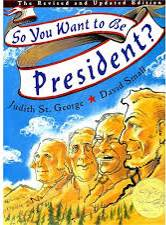 The Revised and Updated Edition
So You Want to Be
President?
Judith St. George ★ David Small